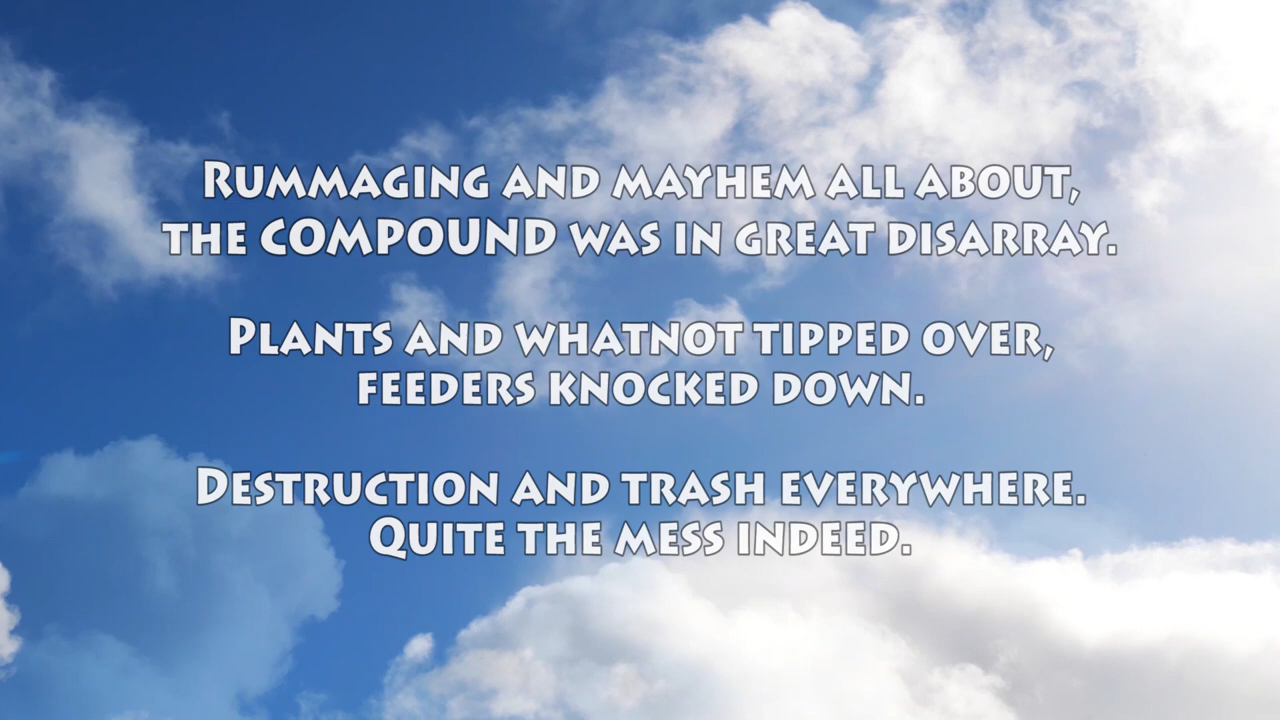 Rummaging and mayhem all about,
the COMPOUND was in great disarray.
Plants and whatnot tipped over,
feeders knocked down.
Destruction and trash everywhere.
Quite the mess indeed.